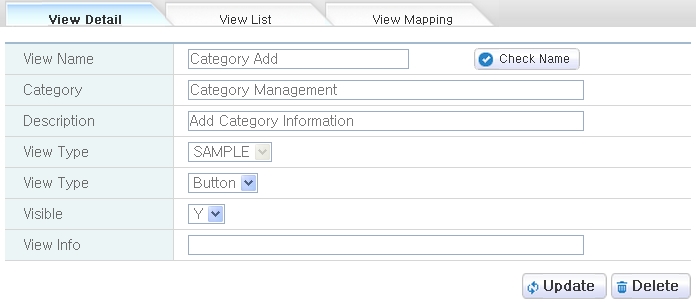 View Detail View List View Mapping
View Name Category Add Check Name
Category Category Management
Description Add Category Information
View Type SAMPLE
View Type Button
Visible Y
View Info
Update Delete